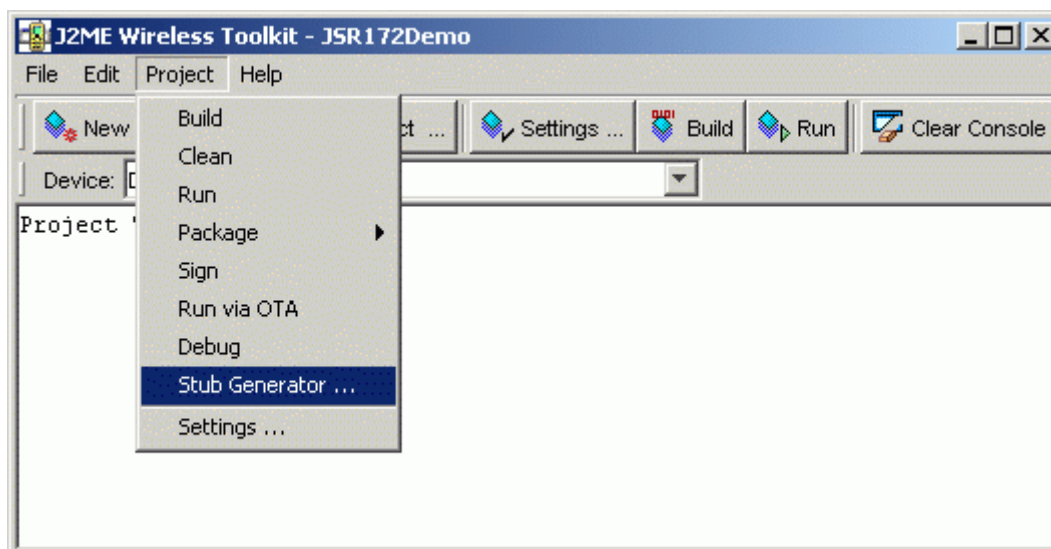 J2ME Wireless Toolkit - JSR172Demo
File Edit Project Help
New ... Settings ... Build Run Clear Console
Device:
Project
Build
Clean
Run
Package
Sign
Run via OTA
Debug
Stub Generator ...
Settings ...